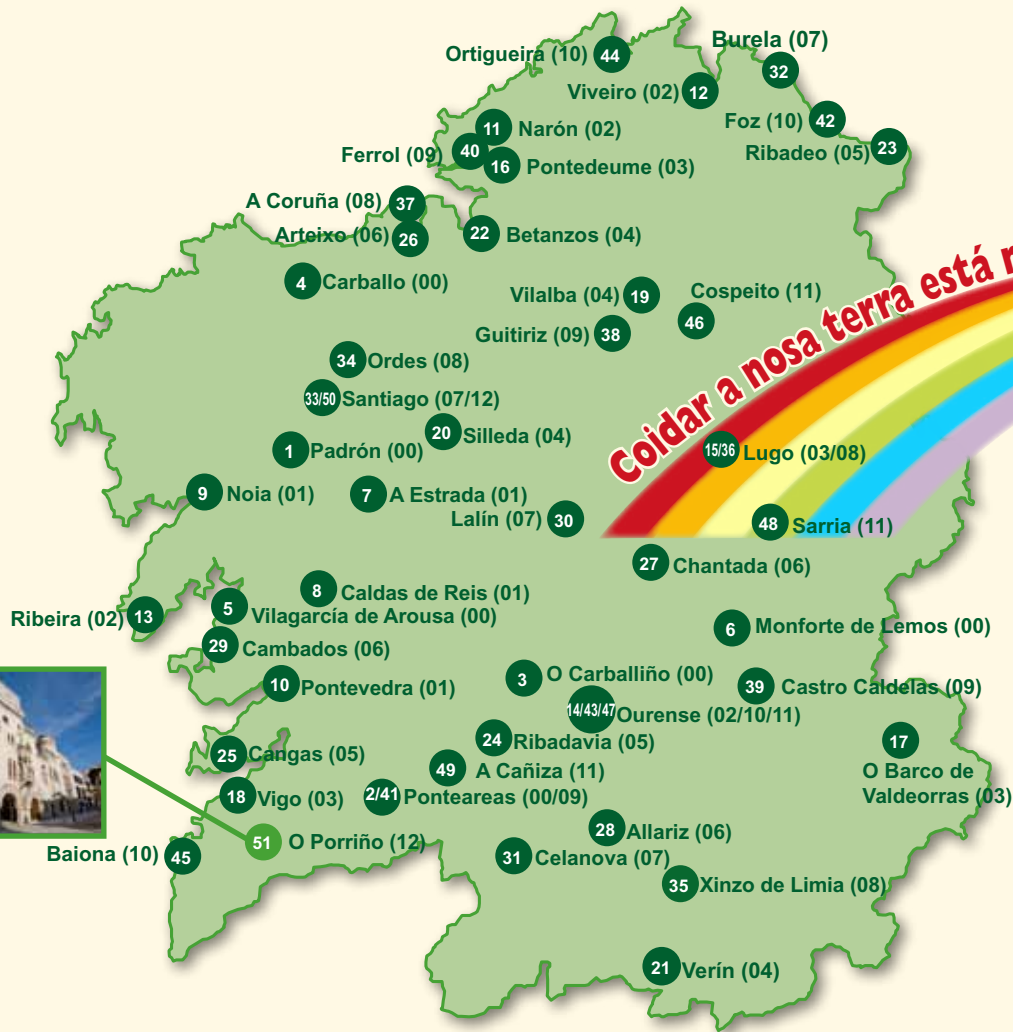 Ortigueira (10) 44
Burela (07)
32
Viveiro (02) 12
11 Narón (02)
Foz (10) 42
Ferrol (09) 40
16 Pontedeume (03)
Ribadeo (05) 23
A Coruña (08) 37
Arteixo (06) 26
22 Betanzos (04)
4 Carballo (00)
Vilalba (04) 19
Cospeito (11)
46
Guitiriz (09) 38
Coidar a nosa terra está
34 Ordes (08)
33/50 Santiago (07/12)
20 Silleda (04)
1 Padrón (00)
15/36 Lugo (03/08)
9 Noia (01)
7 A Estrada (01)
Lalín (07) 30
48 Sarria (11)
27 Chantada (06)
8 Caldas de Reis (01)
Ribeira (02) 13
5 Vilagarcía de Arousa (00)
6 Monforte de Lemos (00)
29 Cambados (06)
3 O Carballiño (00)
10 Pontevedra (01)
39 Castro Caldelas (09)
14/43/47 Ourense (02/10/11)
24 Ribadavia (05)
17
O Barco de
Valdeorras (03)
25 Cangas (05)
49 A Cañiza (11)
18 Vigo (03)
2/41 Ponteareas (00/09)
28 Allariz (06)
51 O Porriño (12)
Baiona (10) 45
31 Celanova (07)
35 Xinzo de Limia (08)
21 Verín (04)